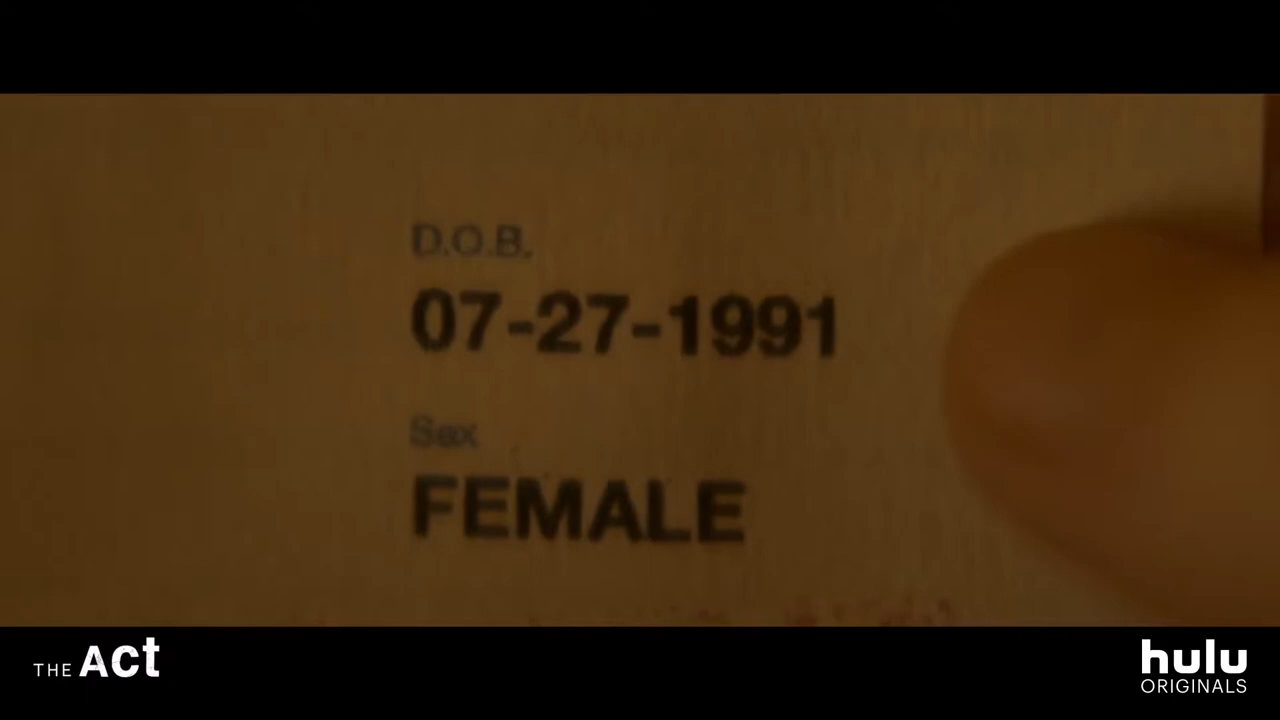 D.O.B.
07-27-1991
Sex
FEMALE
THE Act
hulu
ORIGINALS